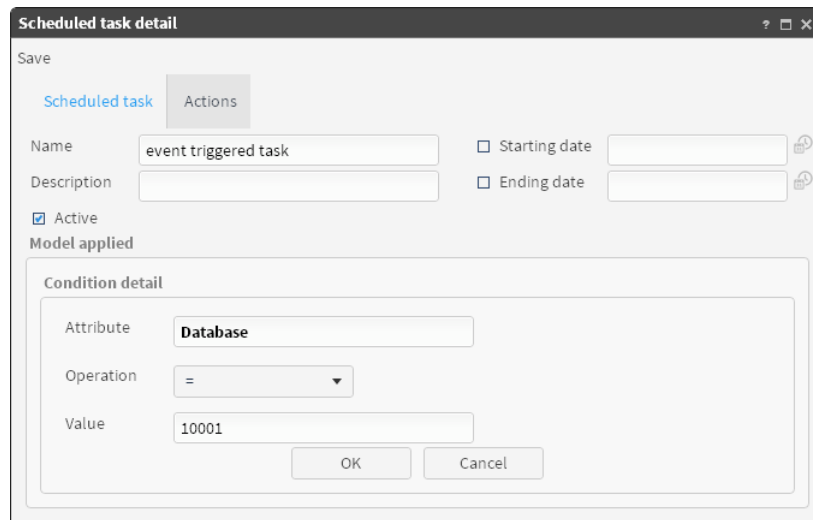 Scheduled task detail ?
Save
Scheduled task Actions
Name event triggered task Starting date
Description Ending date
Active
Model applied
Condition detail
Attribute Database
Operation =
Value 10001
OK Cancel